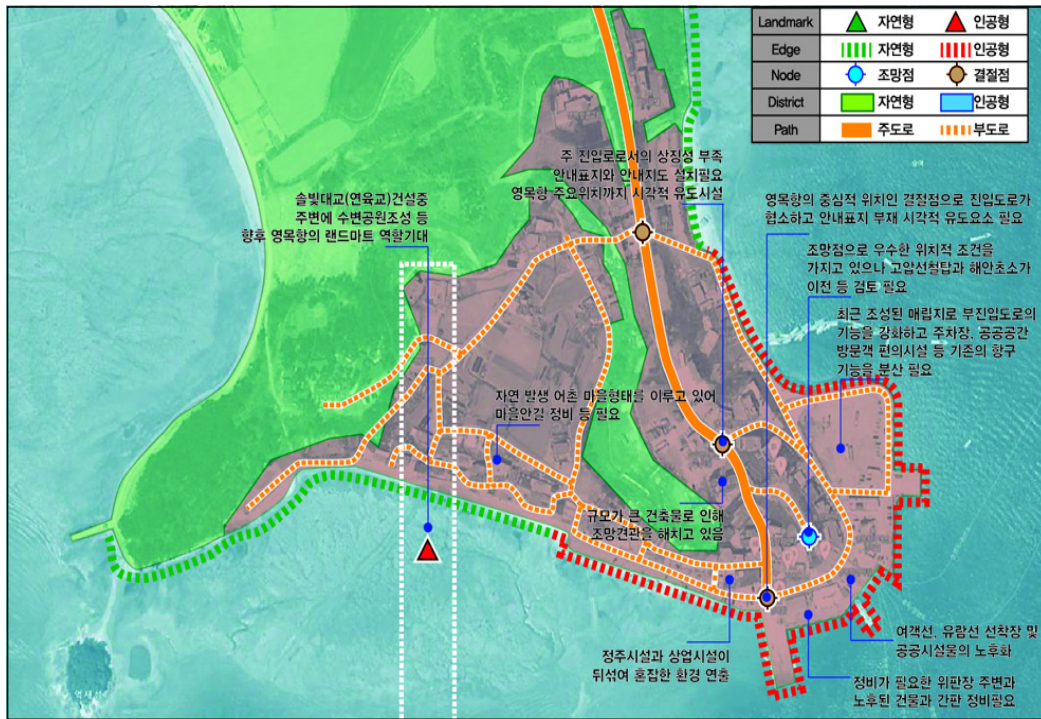 Landmark 자연형 인공형
Edge 자연형 인공형
Node 조망점 결절점
District 자연형 인공형
Path 주도로 부도로
주 진입로로서의 상징성 부족
안내표지와 안내지도 설치필요
영목항 주요위치까지 시각적 유도시설
솔빛대교(연육교)건설중
주변에 수변공원조성 등
향후 영목항의 랜드마트 역할기대
영목항의 중심적 위치인 결절점으로 진입도로가
협소하고 안내표지 부재 시각적 유도요소 필요
조망점으로 우수한 위치적 조건을
가지고 있으나 고압선철탑과 해안초소가
이전 등 검토 필요
최근 조성된 매립지로 부진입도로의
기능을 강화하고 주차장, 공공공간
방문객 편의시설 등 기존의 항구
기능을 분산 필요
자연 발생 어촌 마을형태를 이루고 있어
마을안길 정비 등 필요
규모가 큰 건축물로 인해
조망경관을 해치고 있음
정주시설과 상업시설이
뒤섞여 혼잡한 환경 연출
여객선, 유람선 선착장 및
공공시설물의 노후화
정비가 필요한 위판장 주변과
노후된 건물과 간판 정비필요